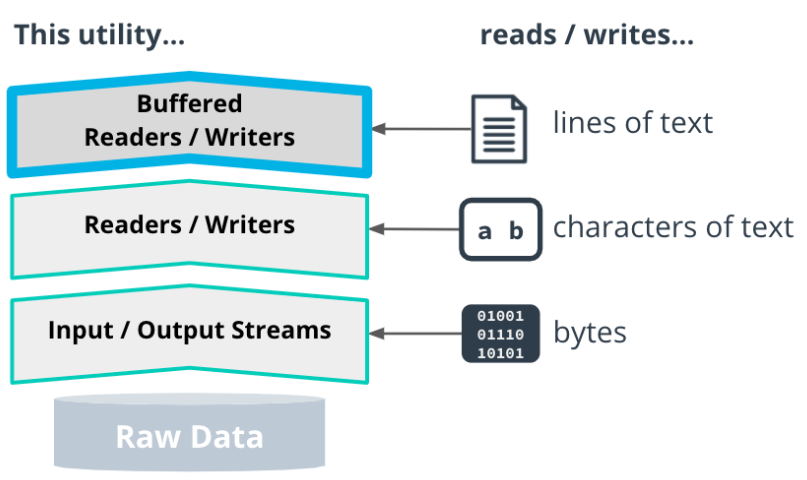 This utility...
reads / writes...
Buffered
Readers / Writers
lines of text
Readers / Writers
a b
characters of text
Input / Output Streams
01001
01110
10101
bytes
Raw Data